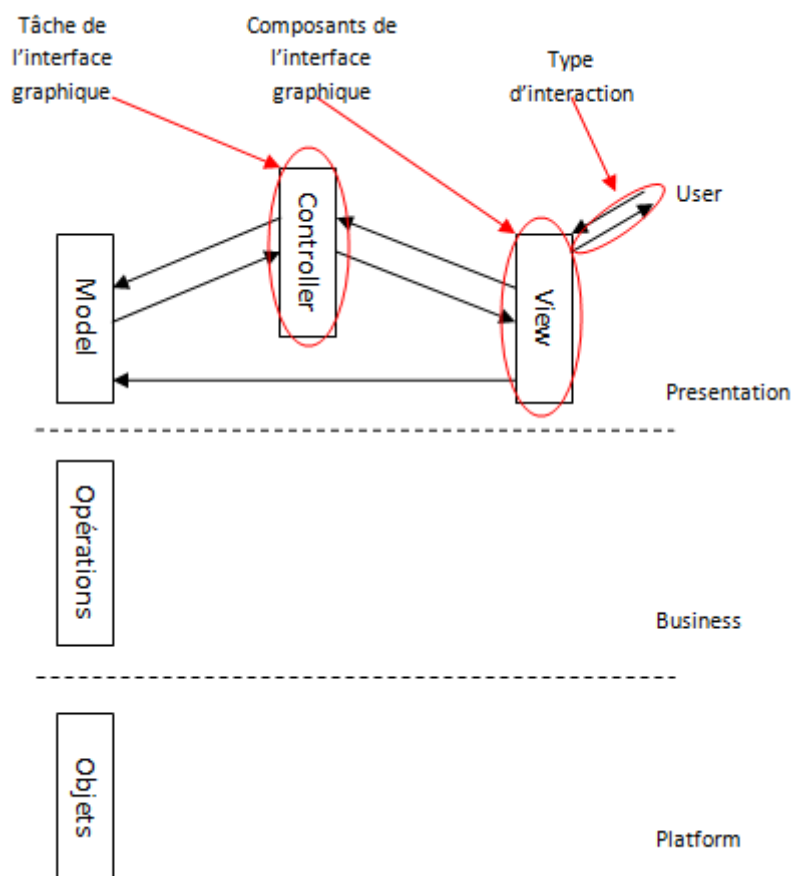 Tâche de
l'interface
graphique
Composants de
l'interface
graphique
Type
d'interaction
User
Controller
Model
View
Presentation
Opérations
Business
Objets
Platform